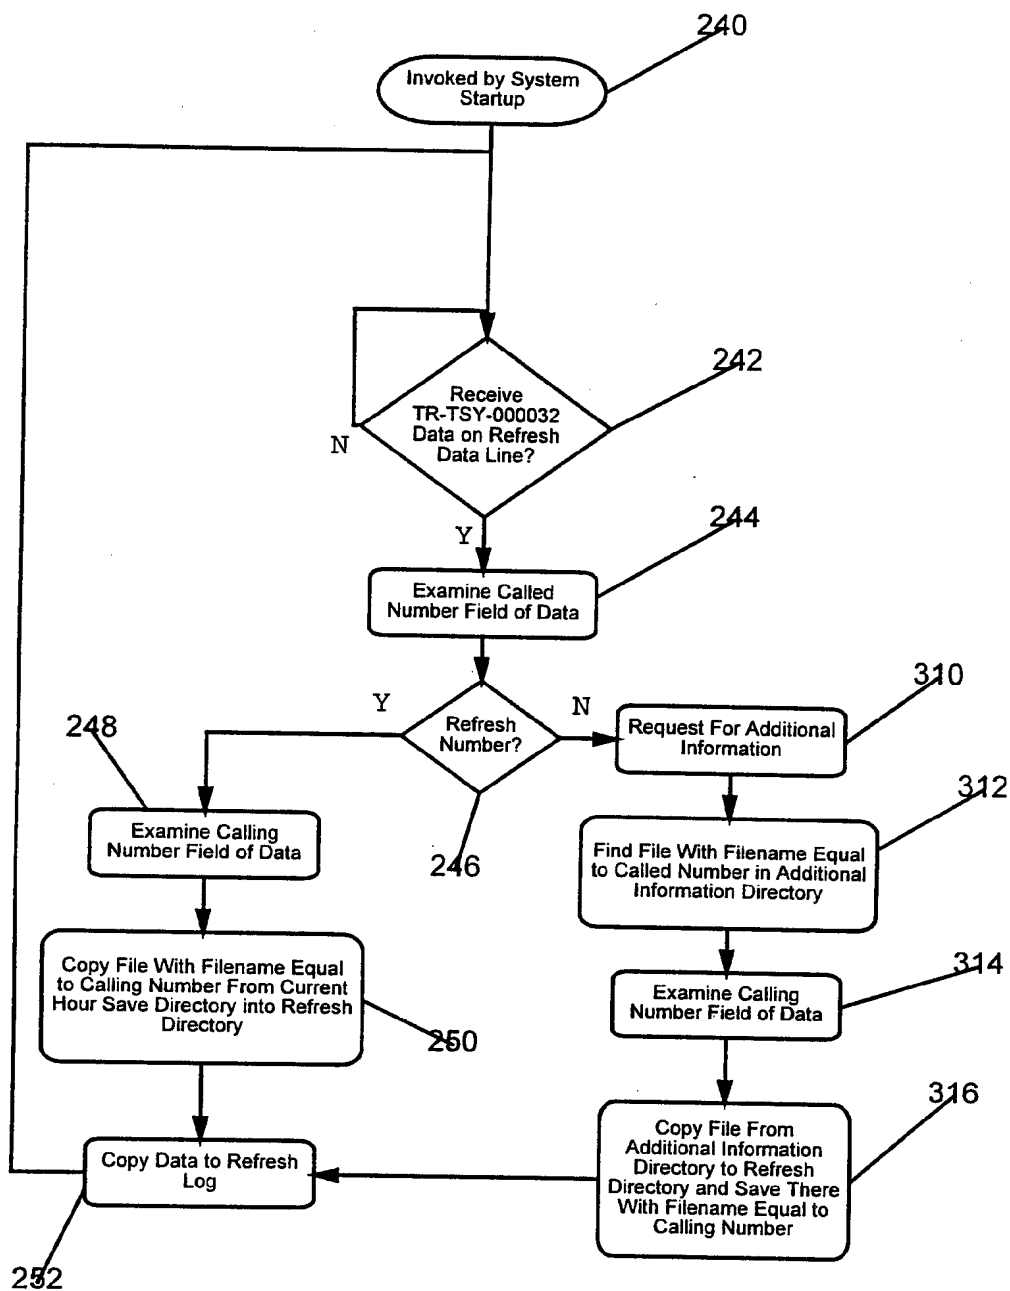 240
Invoked by System
Startup
242
Receive
TR-TSY-000032
Data on Refresh
Data Line?
N
Y
244
Examine Called
Number Field of Data
Y
Refresh
Number?
N
246
310
Request For Additional
Information
248
Examine Calling
Number Field of Data
312
Find File With Filename Equal
to Called Number in Additional
Information Directory
Copy File With Filename Equal
to Calling Number From Current
Hour Save Directory into Refresh
Directory
250
314
Examine Calling
Number Field of Data
316
Copy File From
Additional Information
Directory to Refresh
Directory and Save There
With Filename Equal to
Calling Number
Copy Data to Refresh
Log
252